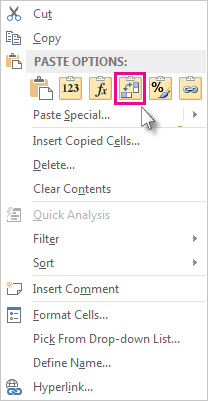 Cut
Copy
PASTE OPTIONS:
123 fx %
Paste Special...
Insert Copied Cells...
Delete...
Clear Contents
Quick Analysis
Filter
Sort
Insert Comment
Format Cells...
Pick From Drop-down List...
Define Name...
Hyperlink...